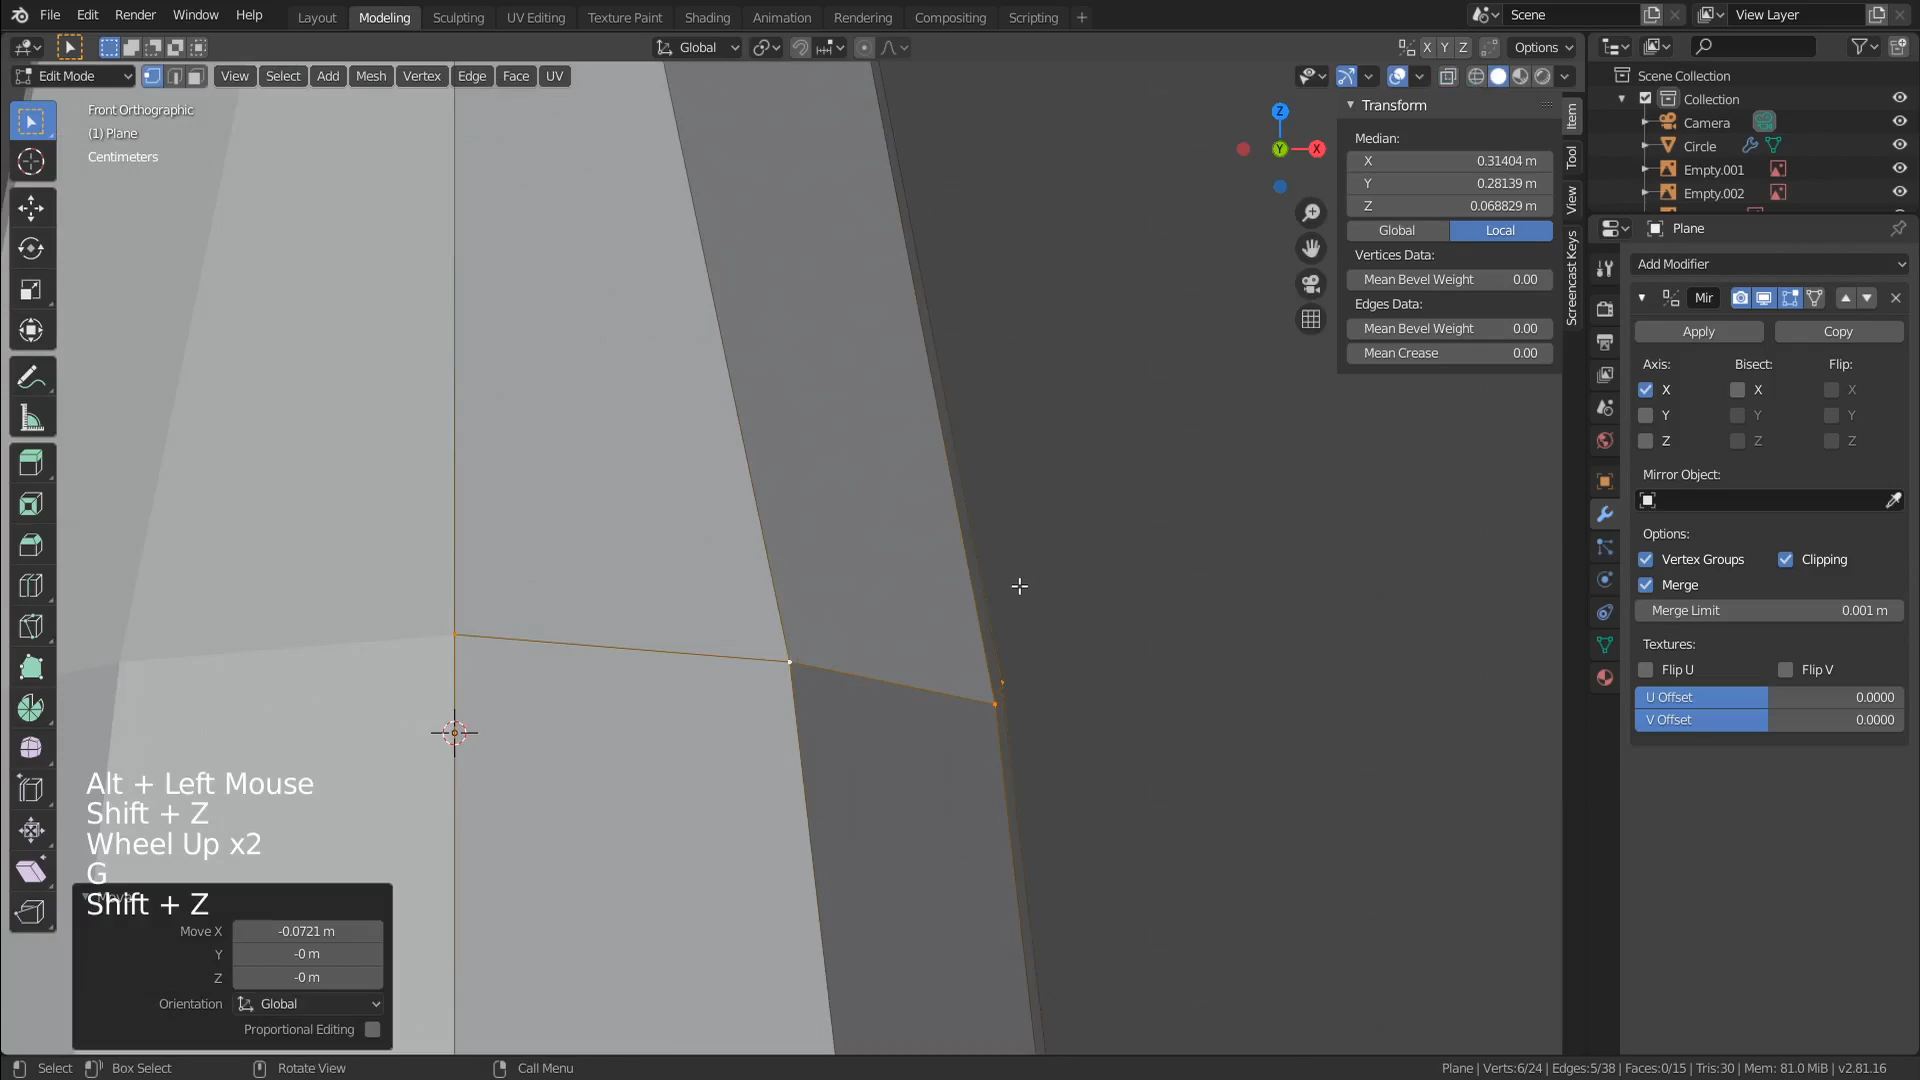 File Edit Render Window Help Layout Modeling Sculpting UV Editing Texture Paint Shading Animation Rendering Compositing Scripting + Scene View Layer
Global X Y Z Options
Edit Mode View Select Add Mesh Vertex Edge Face UV
Front Orthographic
(1) Plane
Centimeters
Z
Y
X
Transform
Median:
X 0.31404 m
Y 0.28139 m
Z 0.068829 m
Global Local
Vertices Data:
Mean Bevel Weight 0.00
Edges Data:
Mean Bevel Weight 0.00
Mean Crease 0.00
Item
Tool
View
Screencast Keys
Scene Collection
Collection
Camera
Circle
Empty.001
Empty.002
Plane
Add Modifier
Mir
Apply Copy
Axis: Bisect: Flip:
X X X
Y Y Y
Z Z Z
Mirror Object:
Options:
Vertex Groups Clipping
Merge
Merge Limit 0.001 m
Textures:
Flip U Flip V
U Offset 0.0000
V Offset 0.0000
Alt + Left Mouse
Shift + Z
Wheel Up x2
G
Shift + Z
Move X -0.0721 m
Y -0 m
Z -0 m
Orientation Global
Proportional Editing
Select Box Select Rotate View Call Menu Plane | Verts:6/24 | Edges:5/38 | Faces:0/15 | Tris:30 | Mem: 81.0 MiB | v2.81.16